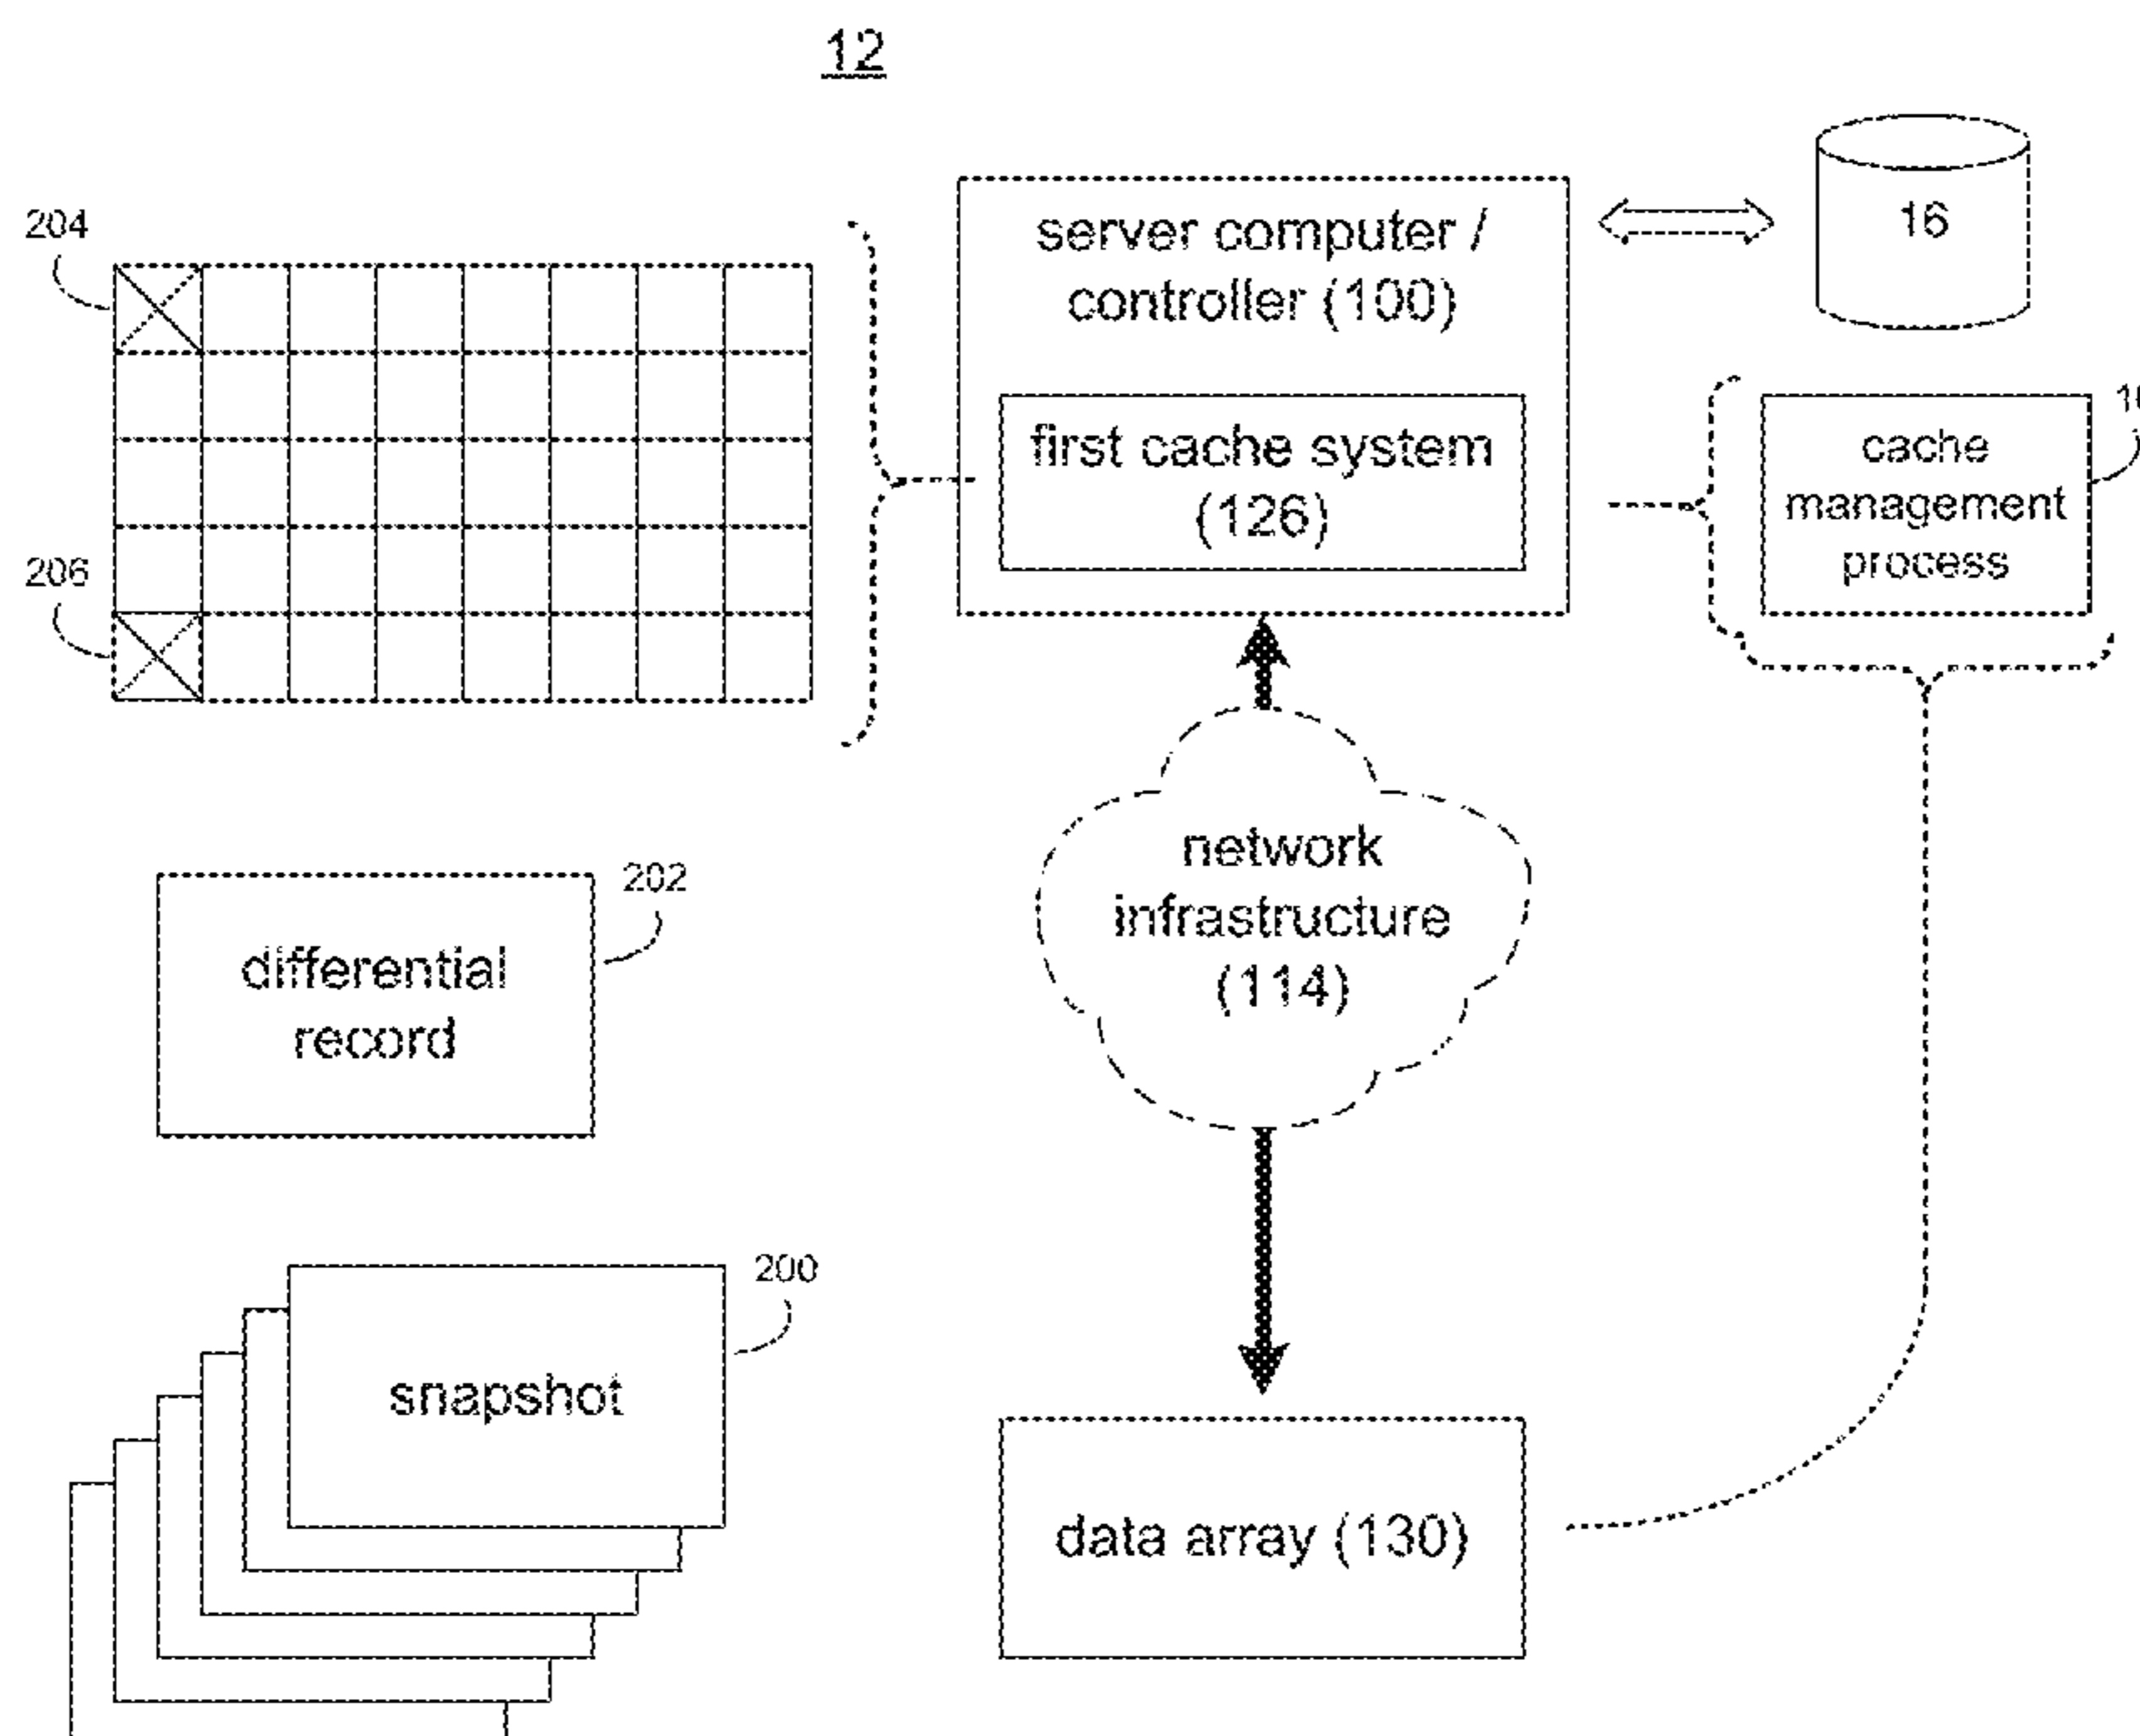 12
204
206
server computer /
controller (100)
first cache system
(126)
16
cache
management
process
10
network
infrastructure
(114)
202
differential
record
200
snapshot
data array (130)